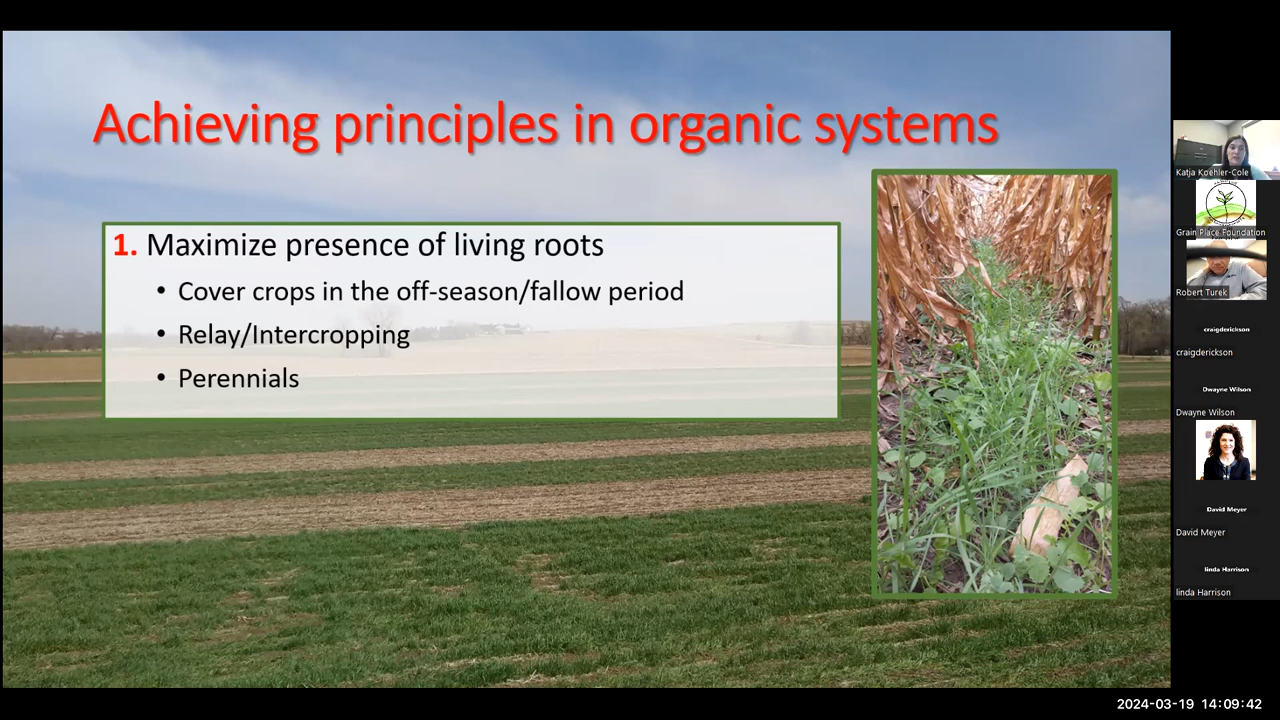 Achieving principles in organic systems
1. Maximize presence of living roots
• Cover crops in the off-season/fallow period
• Relay/Intercropping
• Perennials
Katja Koehler-Cole
Grain Place Foundation
Robert Turek
craigderickson
craigderickson
Dwayne Wilson
Dwayne Wilson
David Meyer
David Meyer
linda Harrison
linda Harrison
2024-03-19 14:09:42